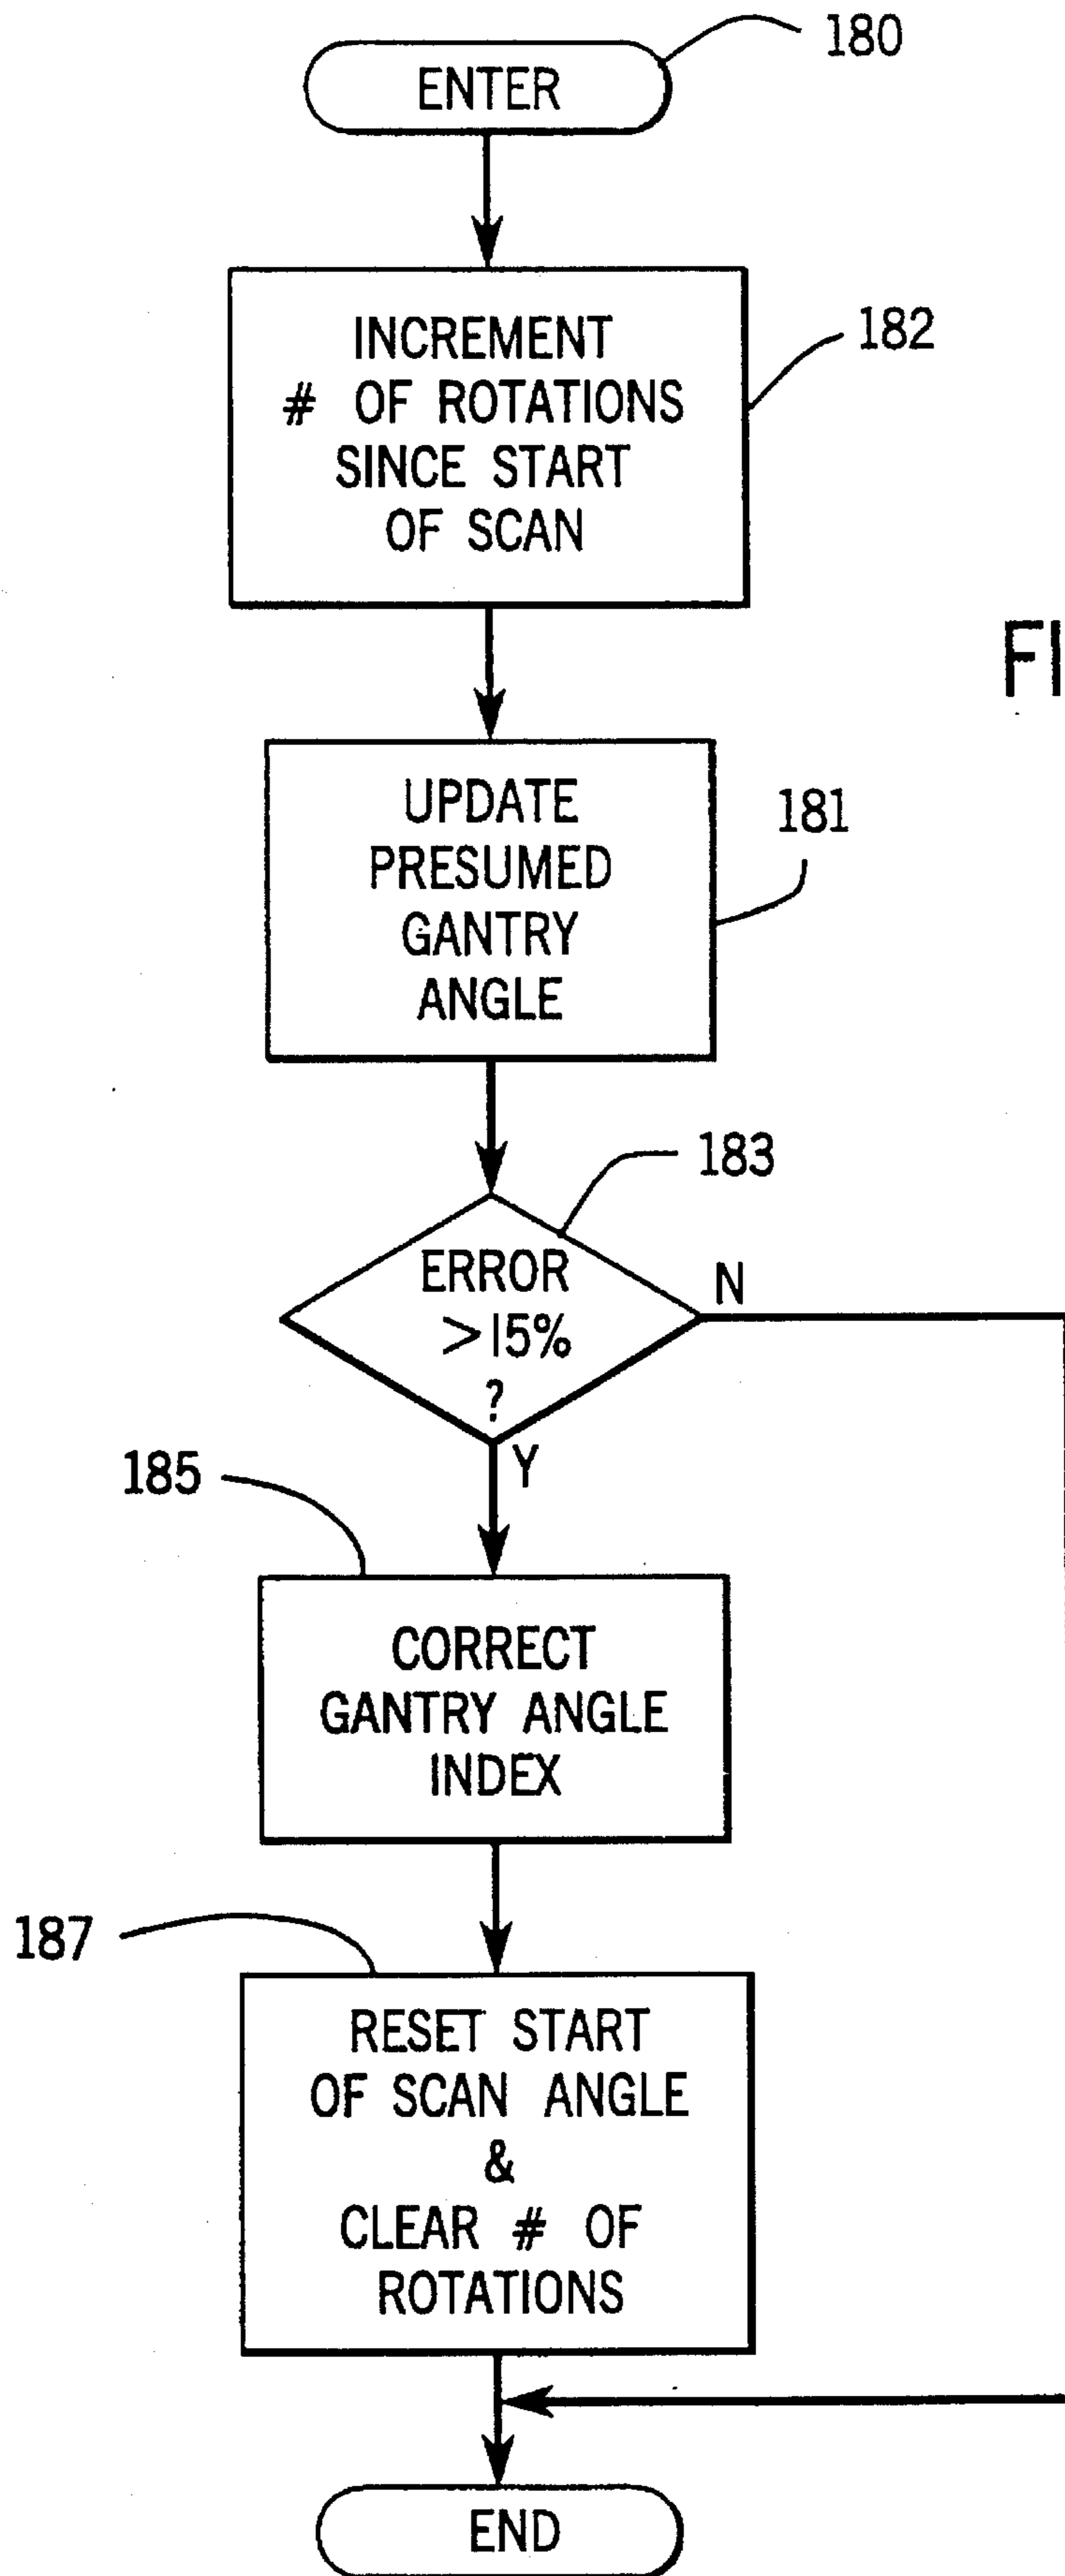 180
ENTER
INCREMENT
# OF ROTATIONS
SINCE START
OF SCAN
182
FI
UPDATE
PRESUMED
GANTRY
ANGLE
181
183
ERROR
>15%
?
N
Y
185
CORRECT
GANTRY ANGLE
INDEX
187
RESET START
OF SCAN ANGLE
&
CLEAR # OF
ROTATIONS
END